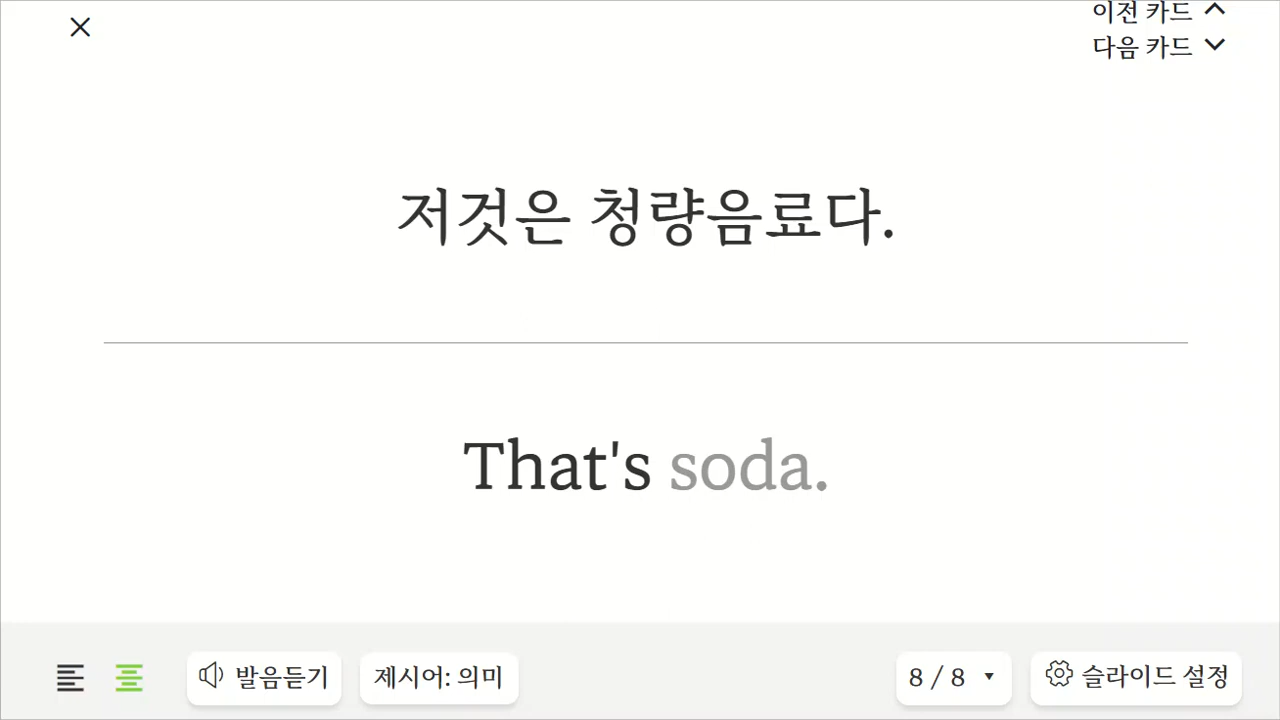 이전 카드
다음 카드
저것은 청량음료다.
That's soda.
발음듣기 제시어: 의미 8 / 8 슬라이드 설정